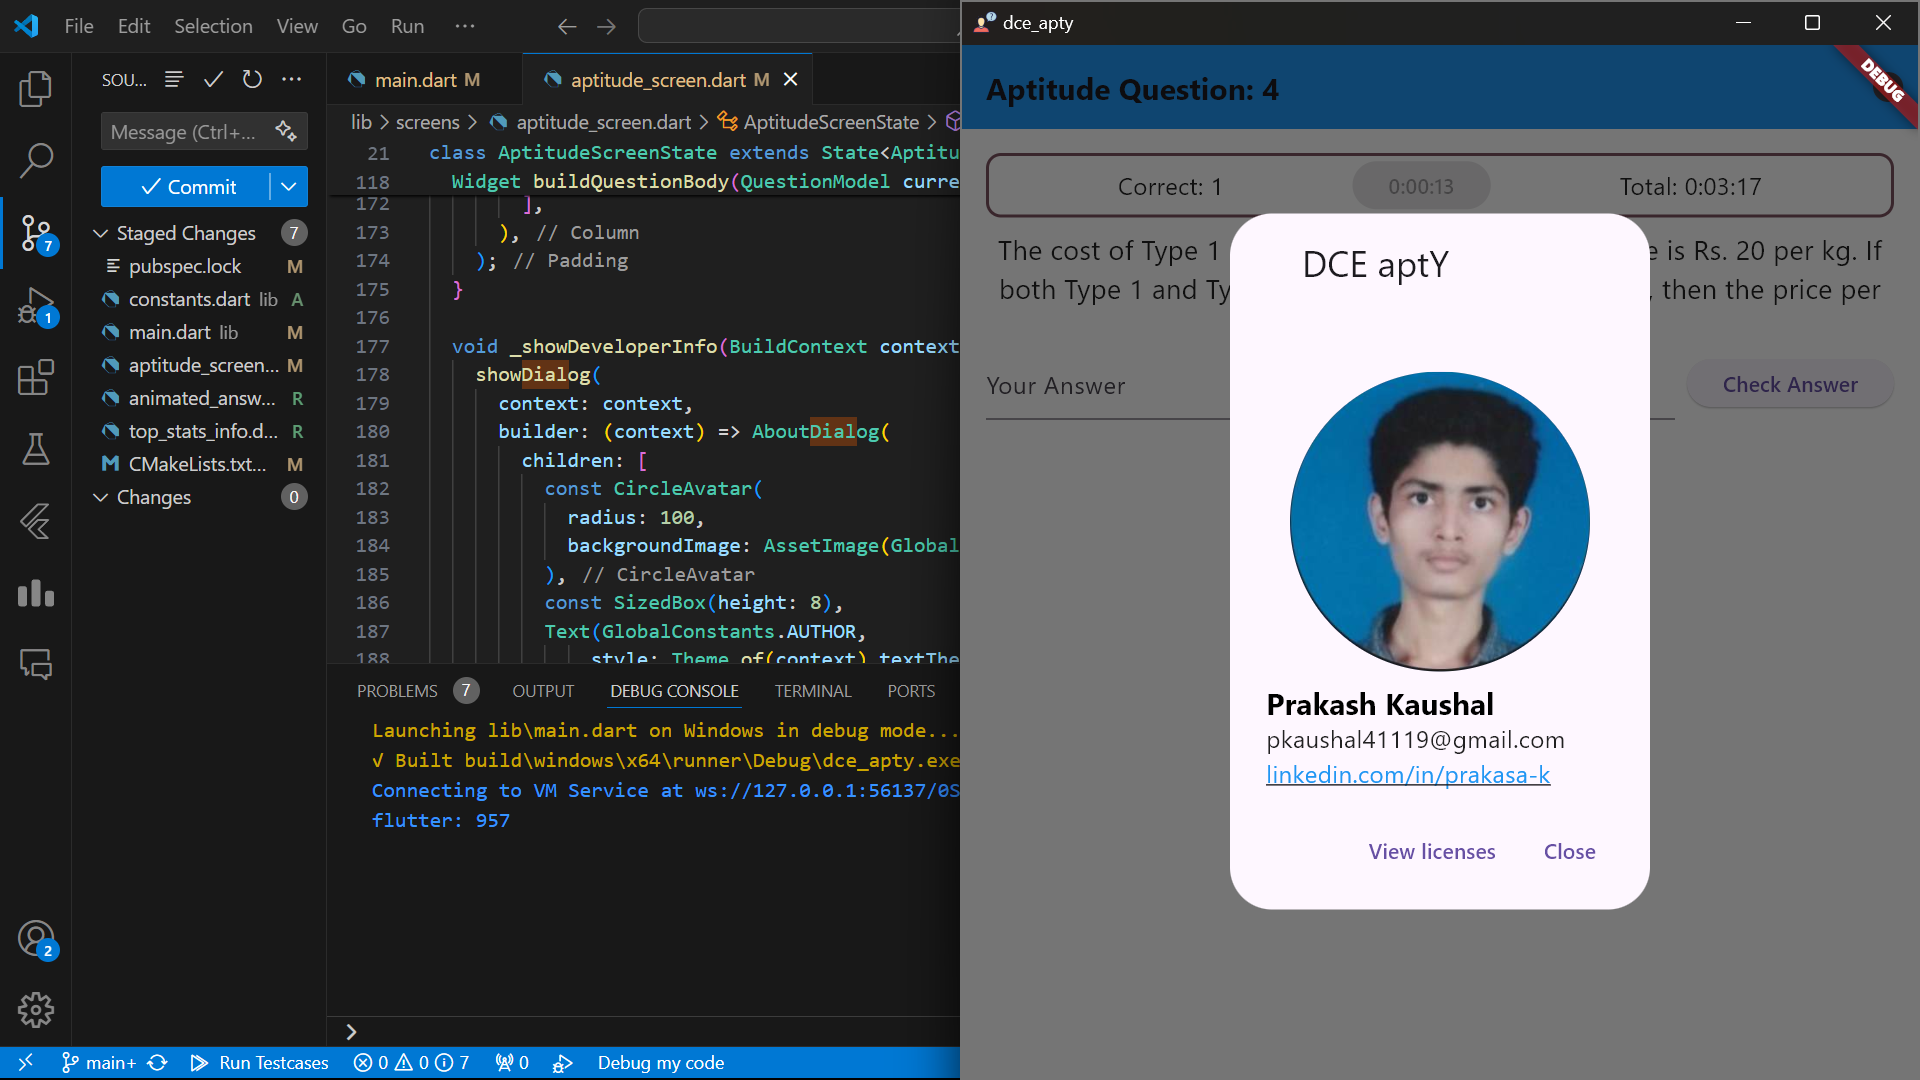 File Edit Selection View Go Run ···
SOU...
Message (Ctrl+...
Commit
Staged Changes 7
pubspec.lock M
constants.dart lib A
main.dart lib M
aptitude_screen... M
animated_answ... R
top_stats_info.d... R
CMakeLists.txt... M
Changes 0
7
1
2
main.dart M
aptitude_screen.dart M
lib > screens > aptitude_screen.dart > AptitudeScreenState >
21 class AptitudeScreenState extends State<Aptitu
118 Widget buildQuestionBody(QuestionModel curre
172 ],
173 ), // Column
174 ); // Padding
175 }
176
177 void _showDeveloperInfo(BuildContext context
178 showDialog(
179 context: context,
180 builder: (context) => AboutDialog(
181 children: [
182 const CircleAvatar(
183 radius: 100,
184 backgroundImage: AssetImage(Global
185 ), // CircleAvatar
186 const SizedBox(height: 8),
187 Text(GlobalConstants.AUTHOR,
188 style: Theme.of(context).textThe
PROBLEMS 7 OUTPUT DEBUG CONSOLE TERMINAL PORTS
Launching lib\main.dart on Windows in debug mode...
√ Built build\windows\x64\runner\Debug\dce_apty.exe
Connecting to VM Service at ws://127.0.0.1:56137/0S
flutter: 957
>
main+ Run Testcases 0 0 7 0 Debug my code
dce_apty
Aptitude Question: 4
DEBUG
Correct: 1 0:00:13 Total: 0:03:17
The cost of Type 1 e is Rs. 20 per kg. If
both Type 1 and Ty , then the price per
Your Answer
Check Answer
DCE aptY
Prakash Kaushal
pkaushal41119@gmail.com
linkedin.com/in/prakasa-k
View licenses Close